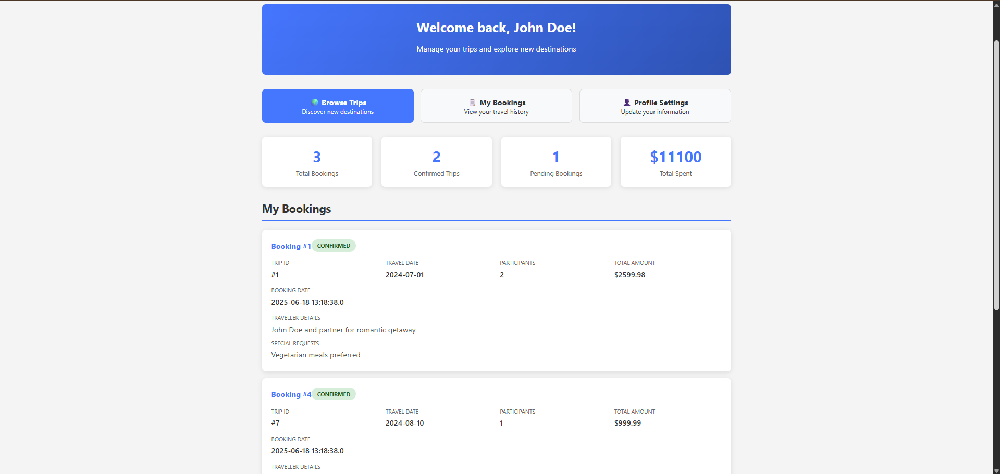 Welcome back, John Doe!
Manage your trips and explore new destinations
Browse Trips
Discover new destinations
My Bookings
View your travel history
Profile Settings
Update your information
3
Total Bookings
2
Confirmed Trips
1
Pending Bookings
$11100
Total Spent
My Bookings
Booking #1 CONFIRMED
TRIP ID TRAVEL DATE PARTICIPANTS TOTAL AMOUNT
#1 2024-07-01 2 $2599.98
BOOKING DATE
2025-06-18 13:18:38.0
TRAVELLER DETAILS
John Doe and partner for romantic getaway
SPECIAL REQUESTS
Vegetarian meals preferred
Booking #4 CONFIRMED
TRIP ID TRAVEL DATE PARTICIPANTS TOTAL AMOUNT
#7 2024-08-10 1 $999.99
BOOKING DATE
2025-06-18 13:18:38.0
TRAVELLER DETAILS